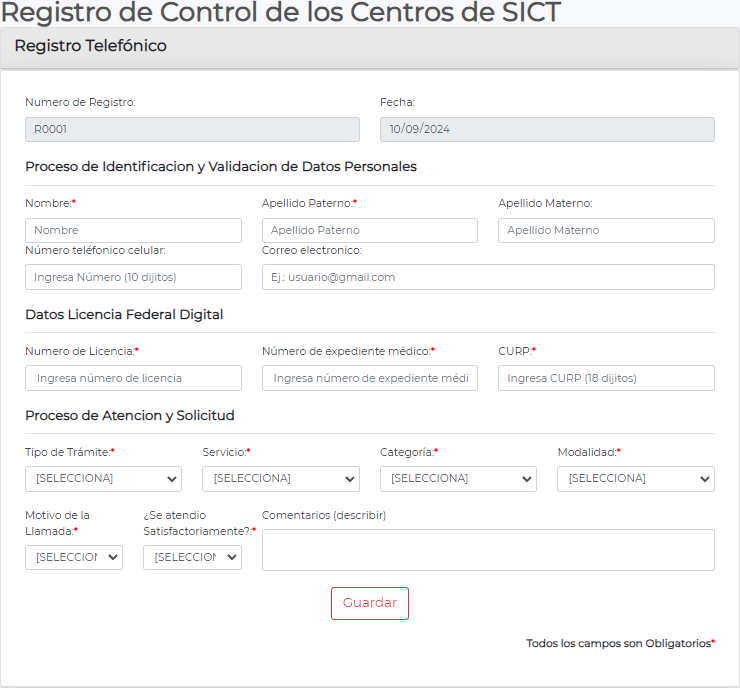 Registro de Control de los Centros de SICT
Registro Telefónico
Numero de Registro: Fecha:
R0001 10/09/2024
Proceso de Identificacion y Validacion de Datos Personales
Nombre:* Apellido Paterno:* Apellido Materno:
Nombre Apellido Paterno Apellido Materno
Número teléfonico celular: Correo electronico:
Ingresa Número (10 dijitos) Ej.: usuario@gmail.com
Datos Licencia Federal Digital
Numero de Licencia:* Número de expediente médico:* CURP:*
Ingresa número de licencia Ingresa número de expediente médi Ingresa CURP (18 dijitos)
Proceso de Atencion y Solicitud
Tipo de Trámite:* Servicio:* Categoría:* Modalidad:*
[SELECCIONA] [SELECCIONA] [SELECCIONA] [SELECCIONA]
Motivo de la ¿Se atendio Comentarios (describir)
Llamada:* Satisfactoriamente?:*
[SELECCION [SELECCION
Guardar
Todos los campos son Obligatorios*